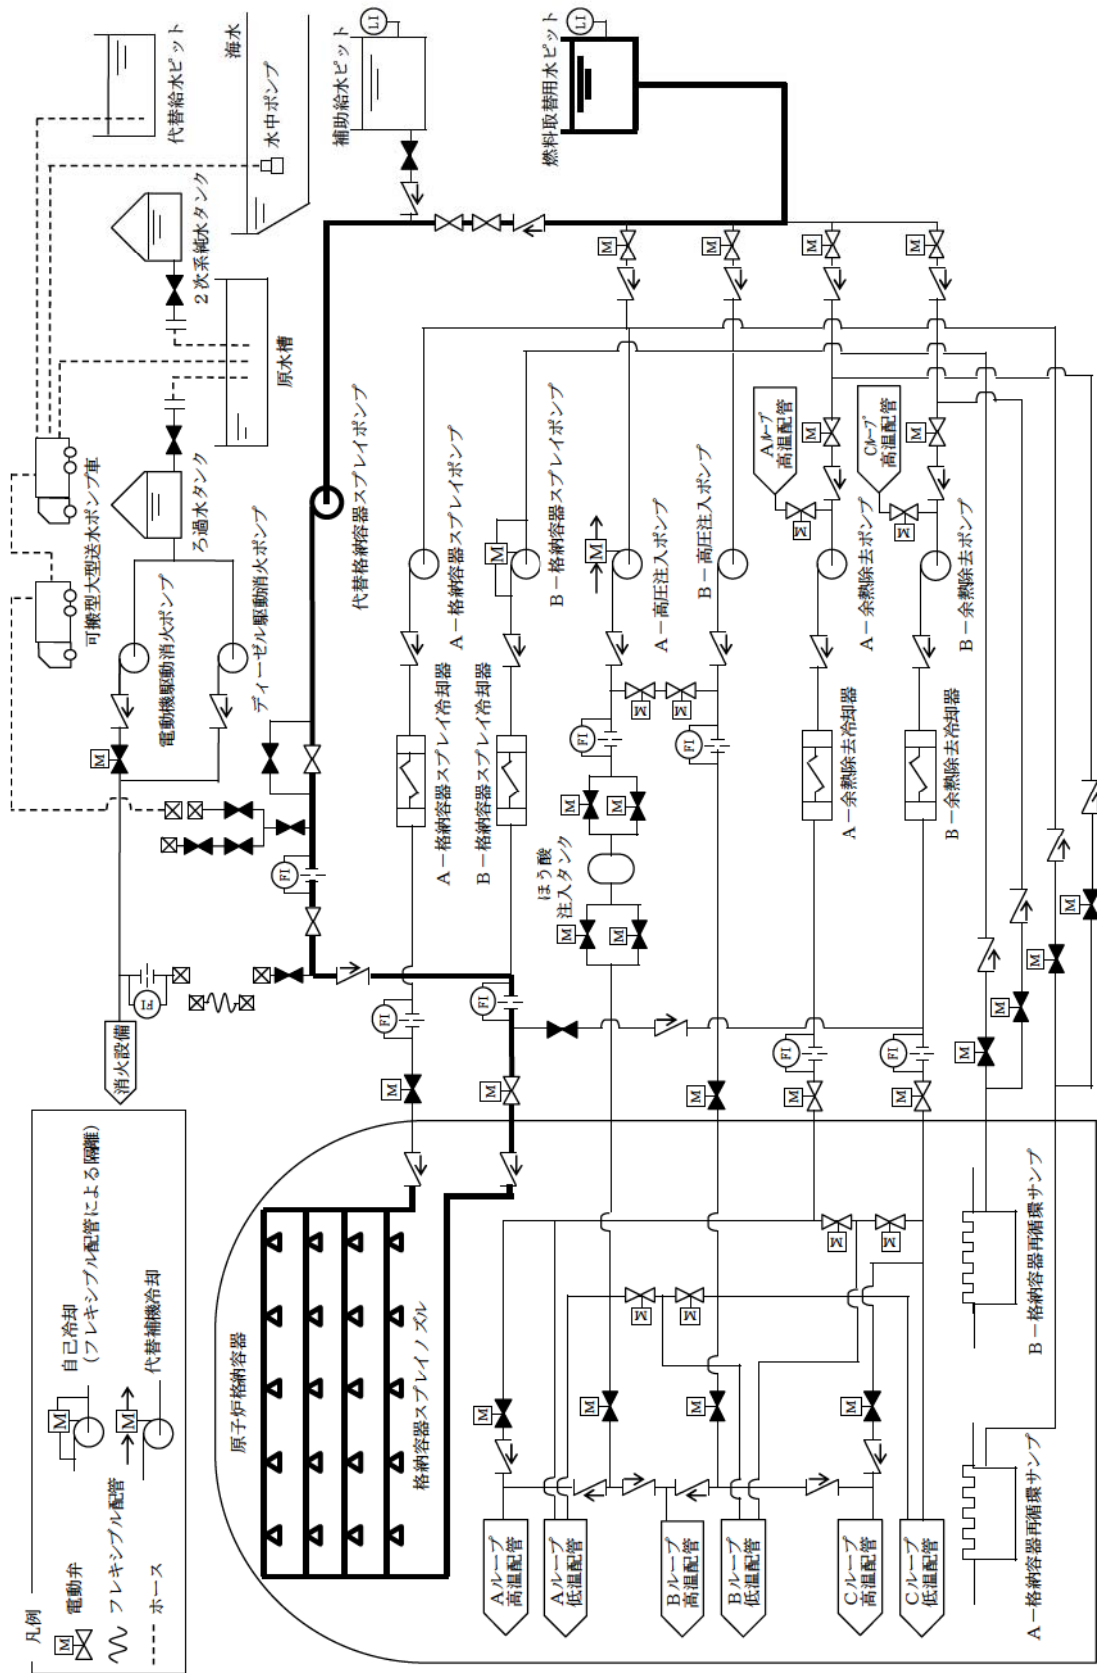 凡例
電動弁
フレキシブル配管
ホース
自己冷却
(フレキシブル配管による隔離)
代替補機冷却
M
M
M
代替給水ピット
海水
水中ポンプ
2次系純水タンク
原水槽
可搬型大型送水ポンプ車
ろ過水タンク
電動機駆動消火ポンプ
ディーゼル駆動消火ポンプ
消火設備
FI
M
補助給水ピット
LI
燃料取替用水ピット
LI
代替格納容器スプレイポンプ
FI
A-格納容器スプレイポンプ
B-格納容器スプレイポンプ
M
A-高圧注入ポンプ
M
B-高圧注入ポンプ
A-余熱除去ポンプ
B-余熱除去ポンプ
Aループ
高温配管
Cループ
高温配管
M
M
M
M
M
M
M
M
A-格納容器スプレイ冷却器
B-格納容器スプレイ冷却器
A-余熱除去冷却器
B-余熱除去冷却器
ほう酸
注入タンク
FI
FI
M
M
M
M
M
M
FI
FI
FI
FI
M
M
M
M
M
M
M
M
M
原子炉格納容器
格納容器スプレイノズル
M
M
M
M
M
M
M
M
Aループ
高温配管
Aループ
低温配管
Bループ
高温配管
Bループ
低温配管
Cループ
高温配管
Cループ
低温配管
A-格納容器再循環サンプ
B-格納容器再循環サンプ